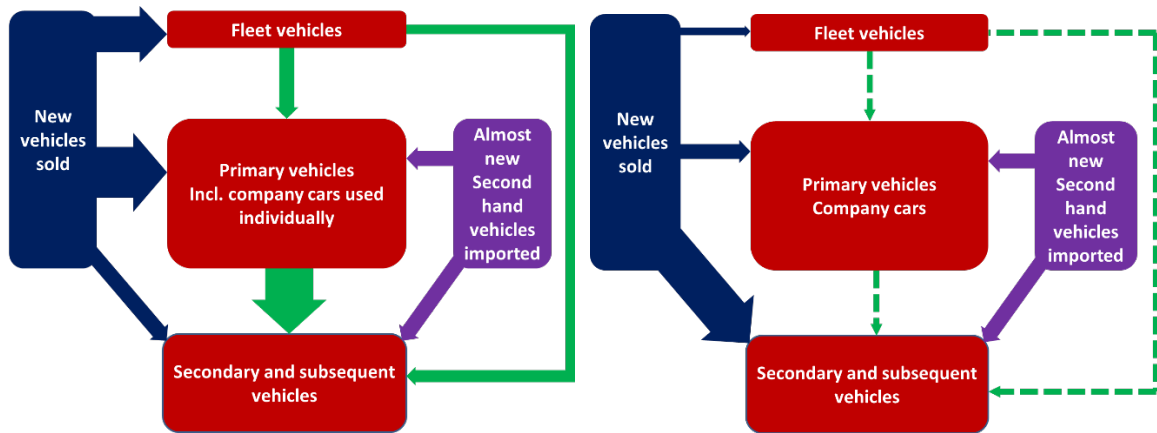 Fleet vehicles
New
vehicles
sold
Primary vehicles
Incl. company cars used
individually
Almost
new
Second
hand
vehicles
imported
Secondary and subsequent
vehicles
Fleet vehicles
New
vehicles
sold
Primary vehicles
Company cars
Almost
new
Second
hand
vehicles
imported
Secondary and subsequent
vehicles